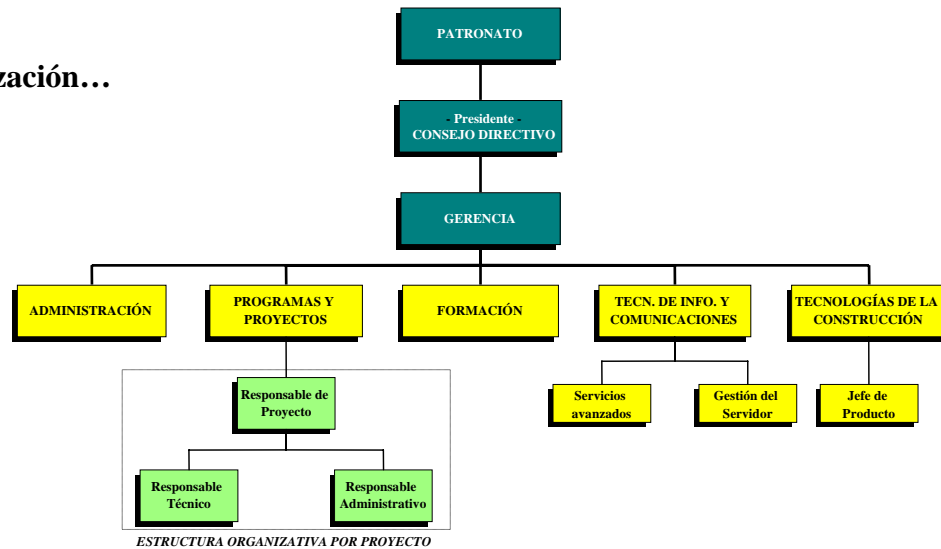 PATRONATO
zación…
- Presidente -
CONSEJO DIRECTIVO
GERENCIA
ADMINISTRACIÓN
PROGRAMAS Y
PROYECTOS
FORMACIÓN
TECN. DE INFO. Y
COMUNICACIONES
TECNOLOGÍAS DE LA
CONSTRUCCIÓN
Responsable de
Proyecto
Servicios
avanzados
Gestión del
Servidor
Jefe de
Producto
Responsable
Técnico
Responsable
Administrativo
ESTRUCTURA ORGANIZATIVA POR PROYECTO